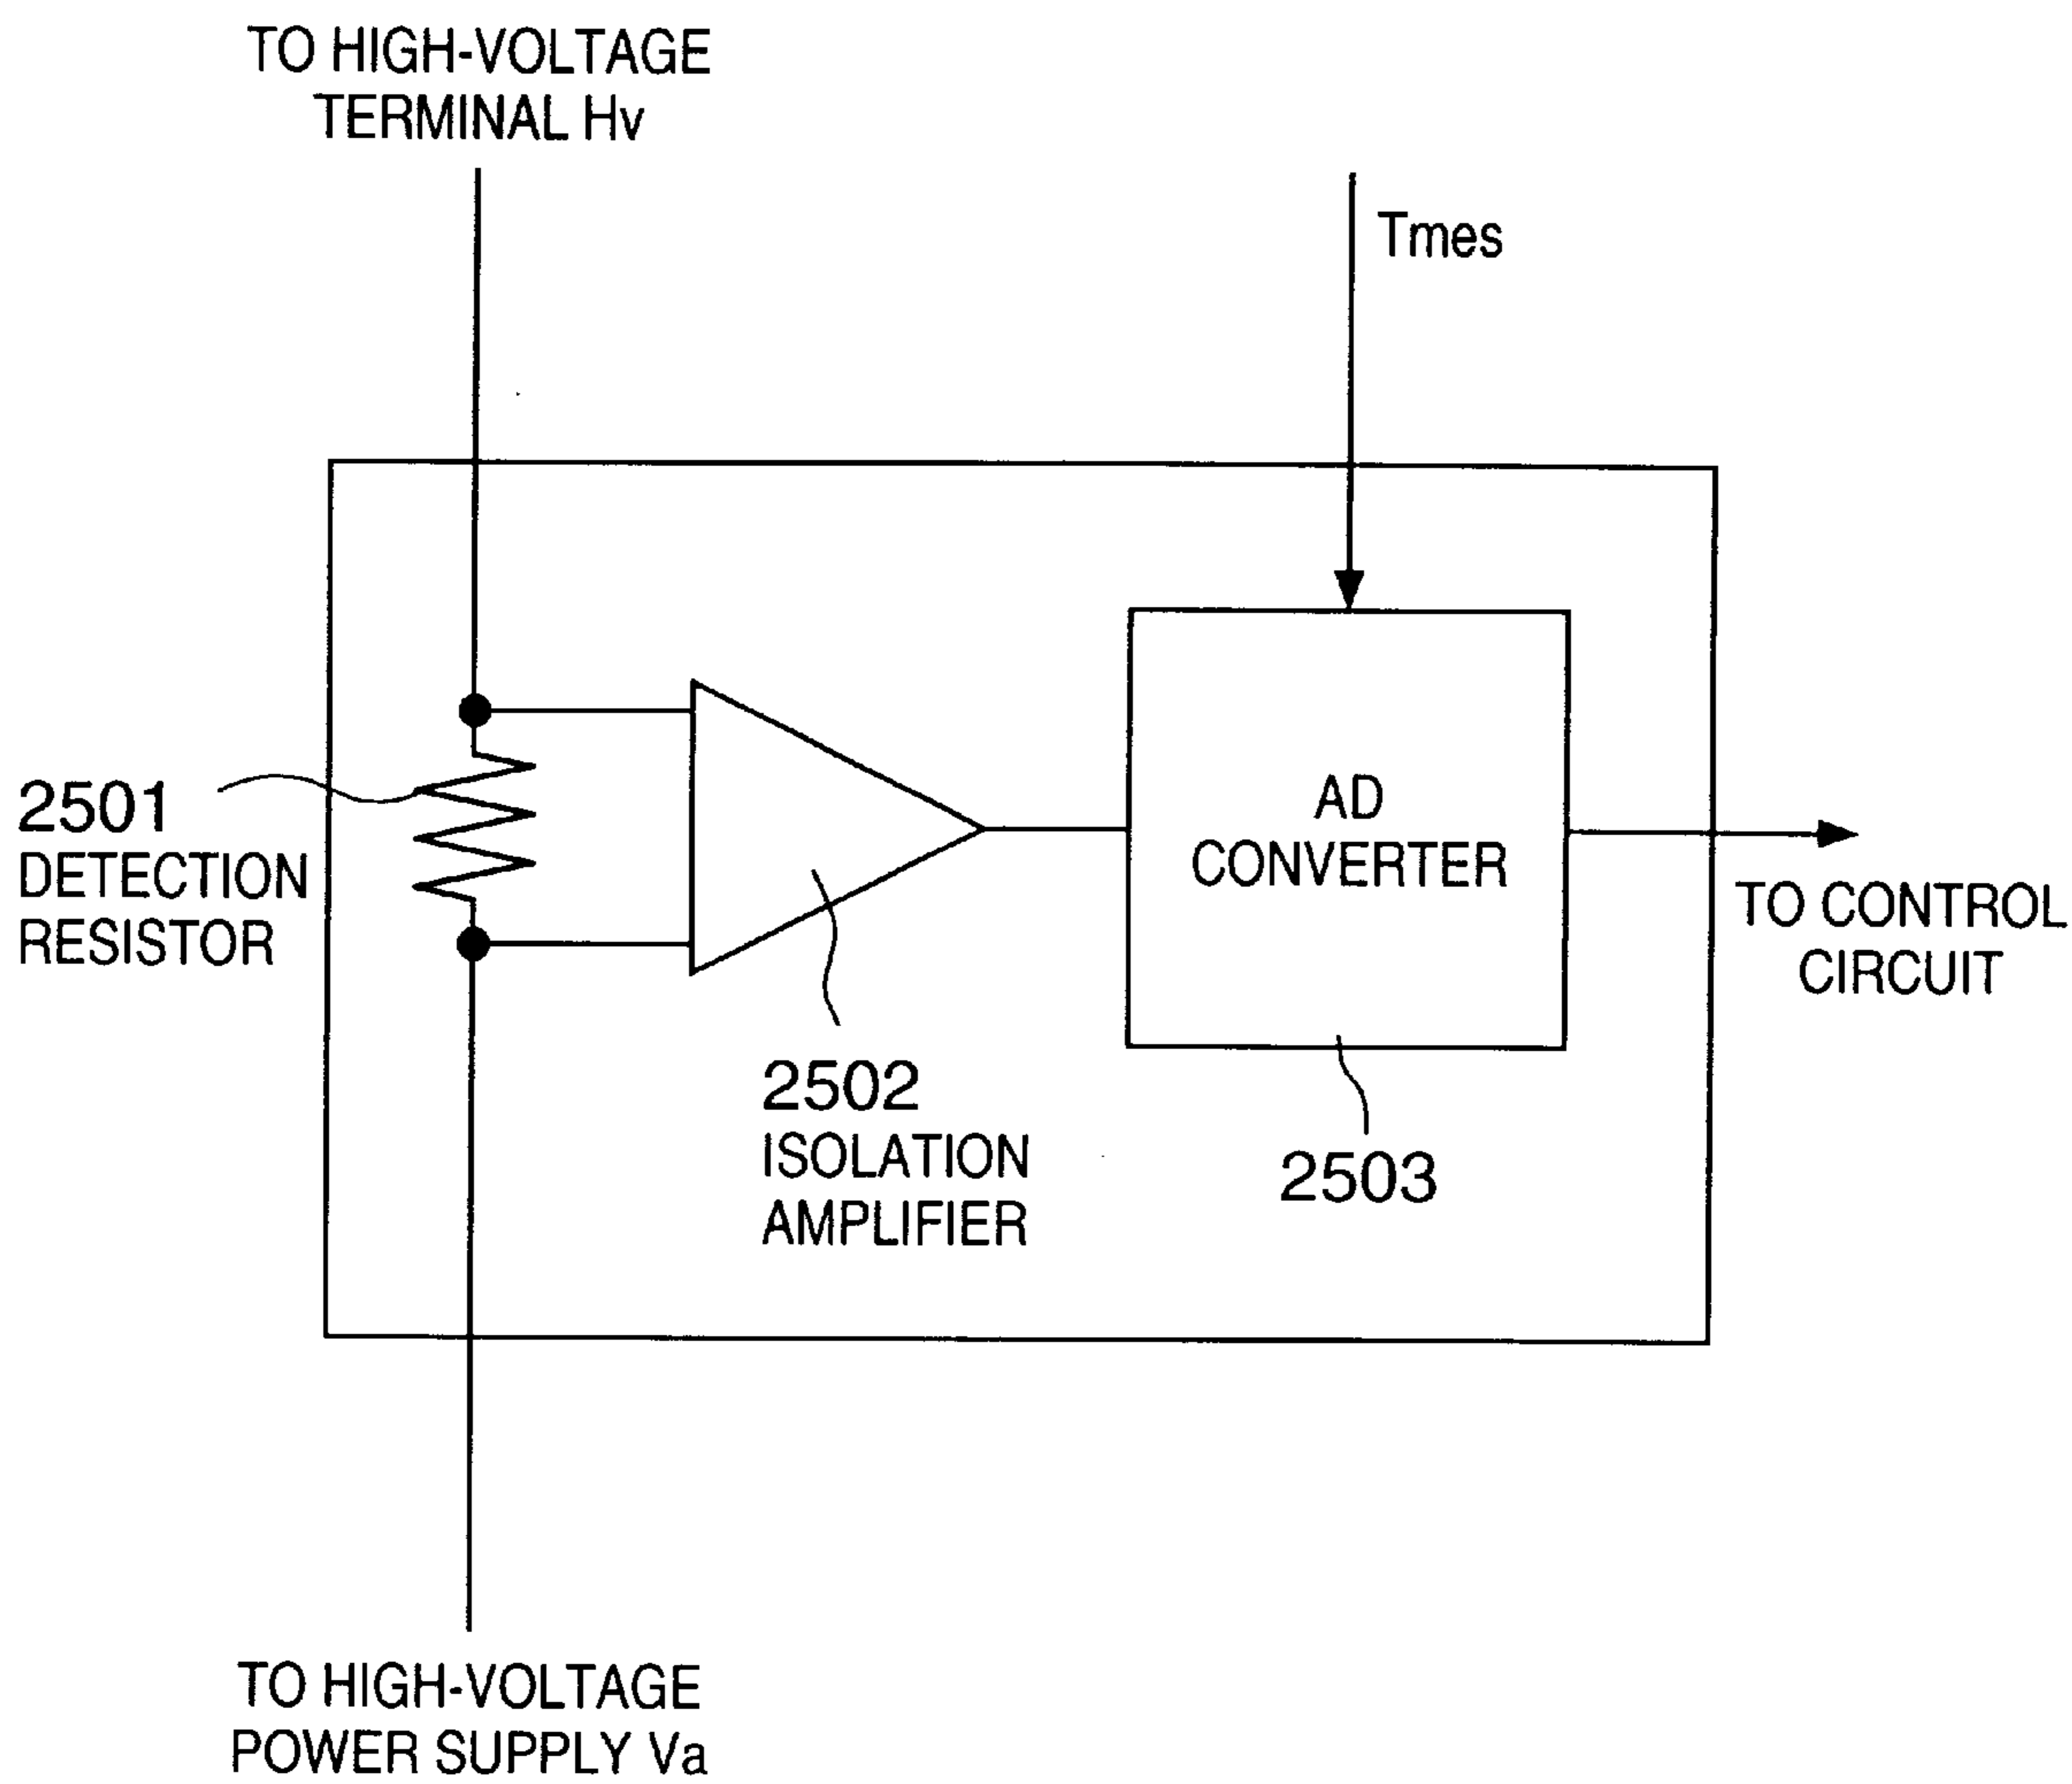 TO HIGH-VOLTAGE
TERMINAL Hv
Tmes
2501
DETECTION
RESISTOR
AD
CONVERTER
TO CONTROL
CIRCUIT
2502
ISOLATION
AMPLIFIER
2503
TO HIGH-VOLTAGE
POWER SUPPLY Va